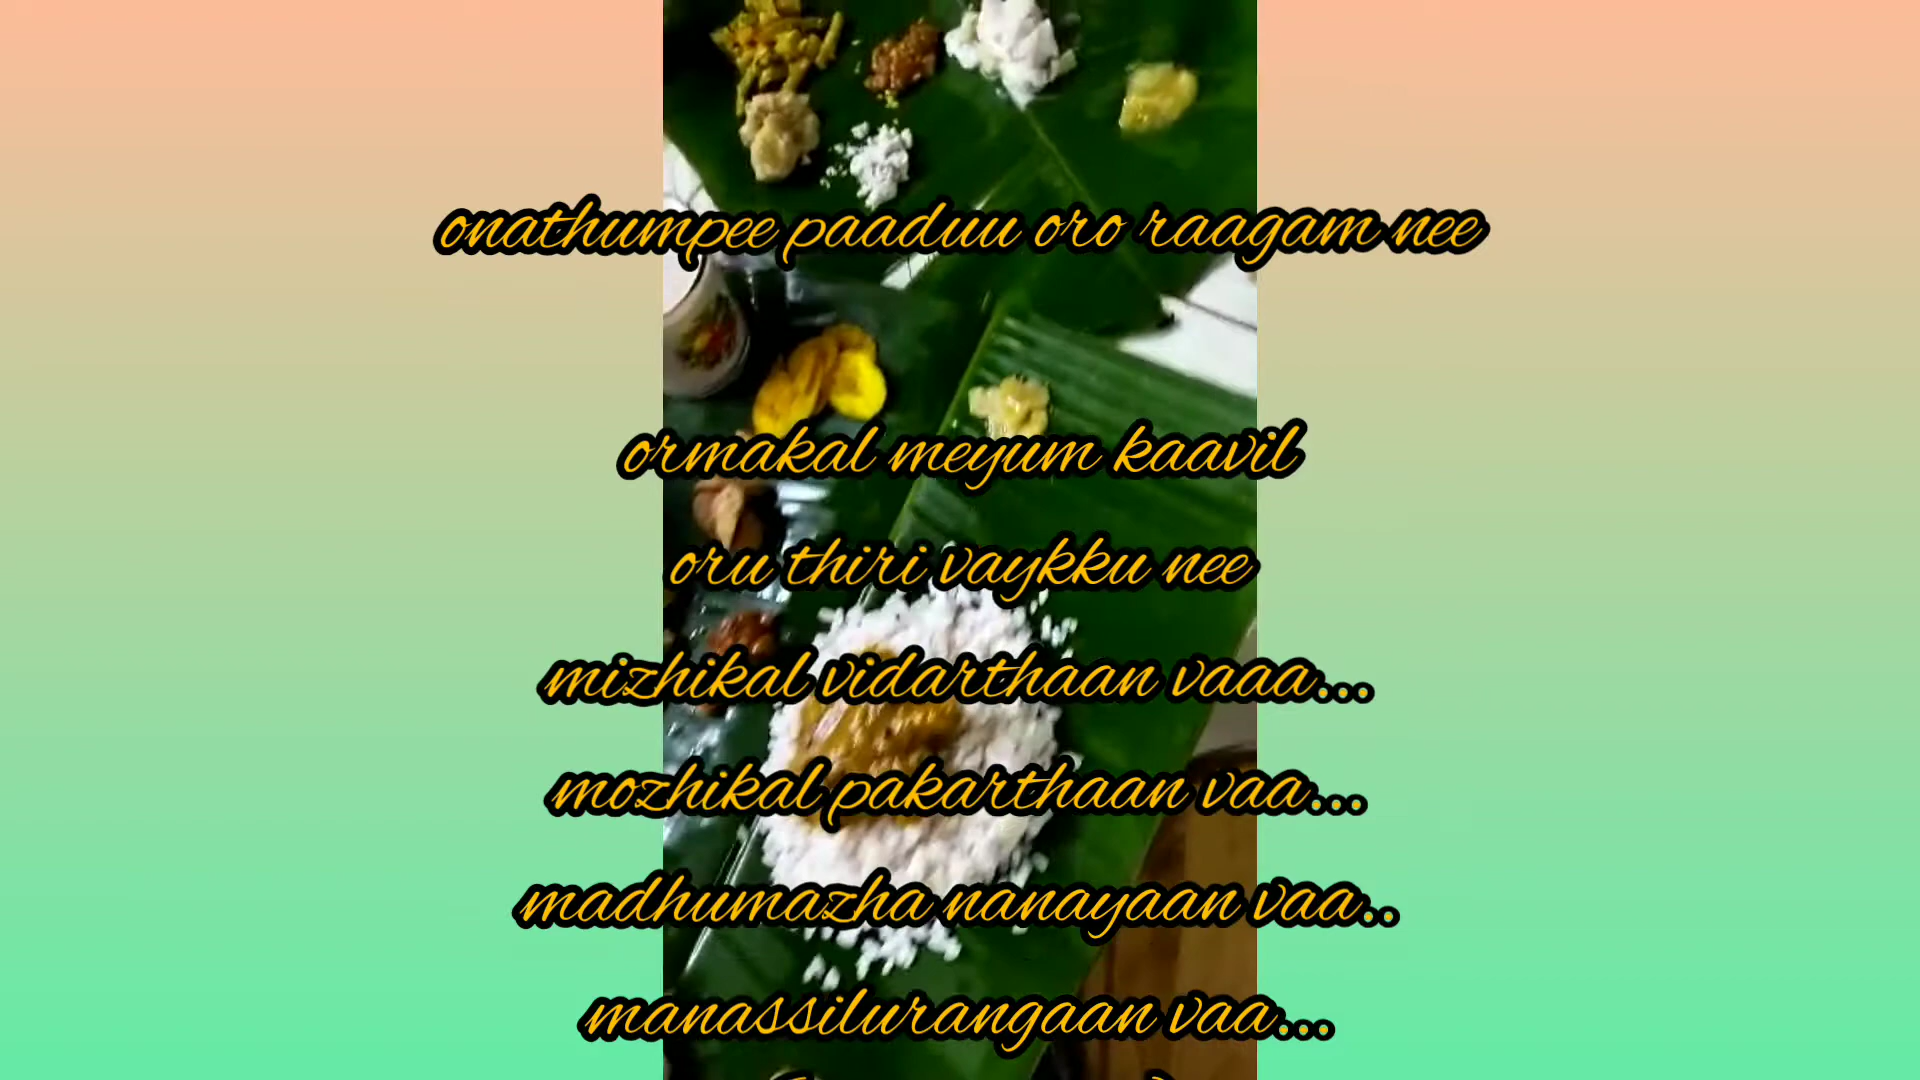 onathumpee paaduu oro raagam nee
ormakal meyum kaavil
oru thiri vaykku nee
mizhikal vidarthaan vaaa...
mozhikal pakarthaan vaa...
madhumazha nanayaan vaa..
manassilurangaan vaa...